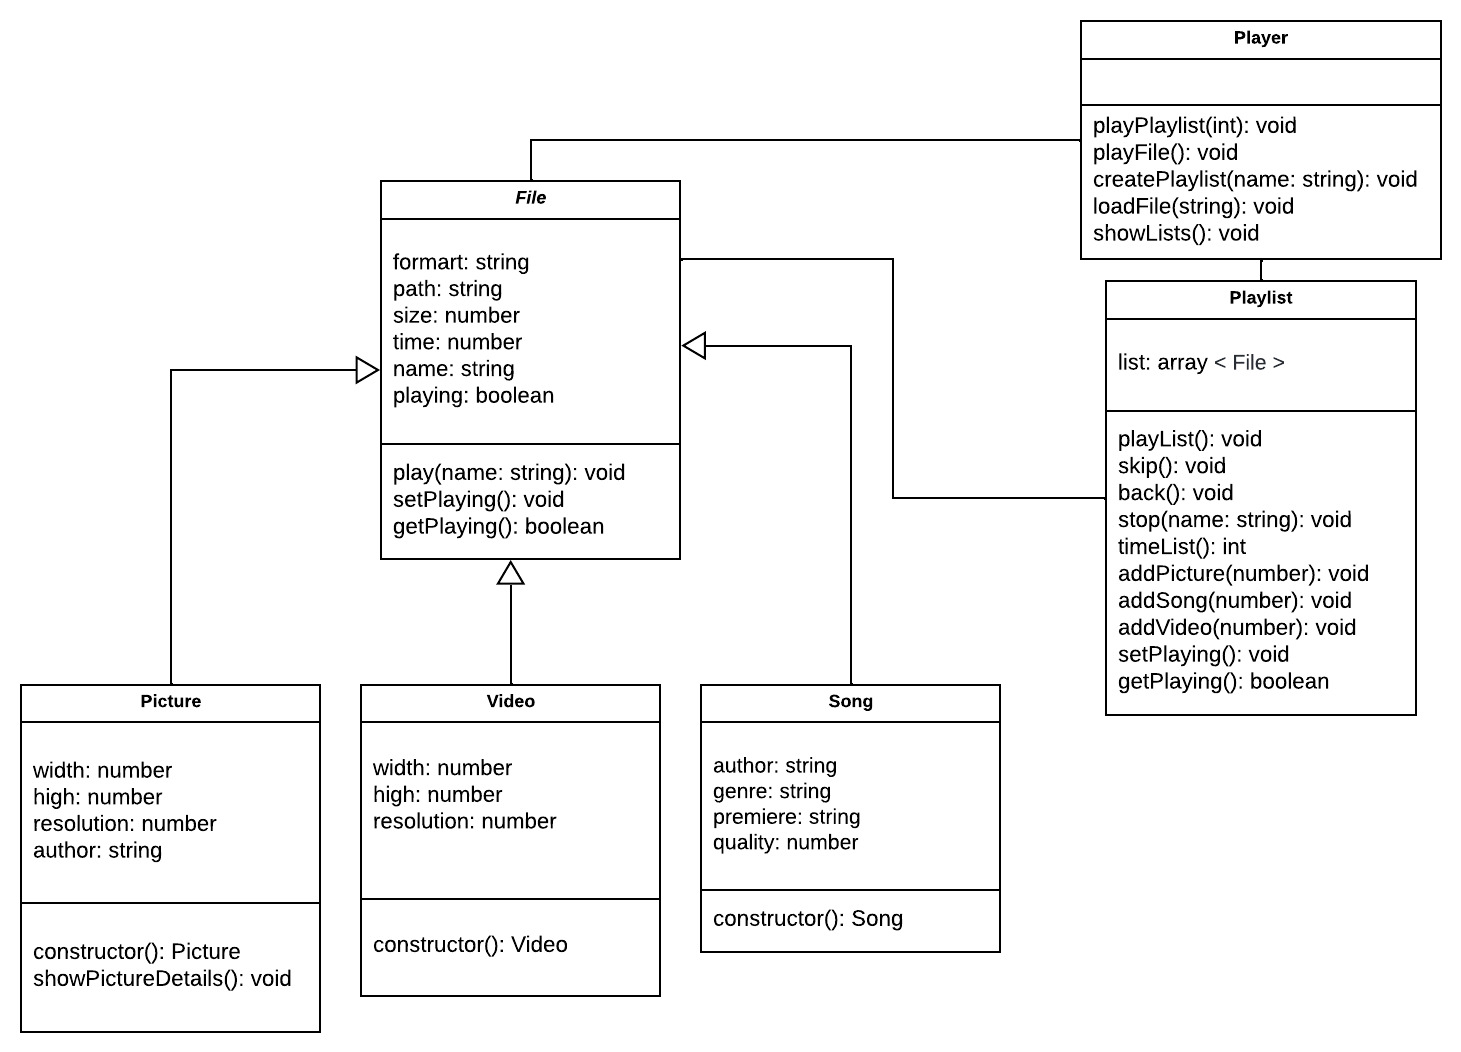 Player
playPlaylist(int): void
playFile(): void
createPlaylist(name: string): void
loadFile(string): void
showLists(): void
File
formart: string
path: string
size: number
time: number
name: string
playing: boolean
play(name: string): void
setPlaying(): void
getPlaying(): boolean
Playlist
list: array < File >
playList(): void
skip(): void
back(): void
stop(name: string): void
timeList(): int
addPicture(number): void
addSong(number): void
addVideo(number): void
setPlaying(): void
getPlaying(): boolean
Picture
width: number
high: number
resolution: number
author: string
constructor(): Picture
showPictureDetails(): void
Video
width: number
high: number
resolution: number
constructor(): Video
Song
author: string
genre: string
premiere: string
quality: number
constructor(): Song